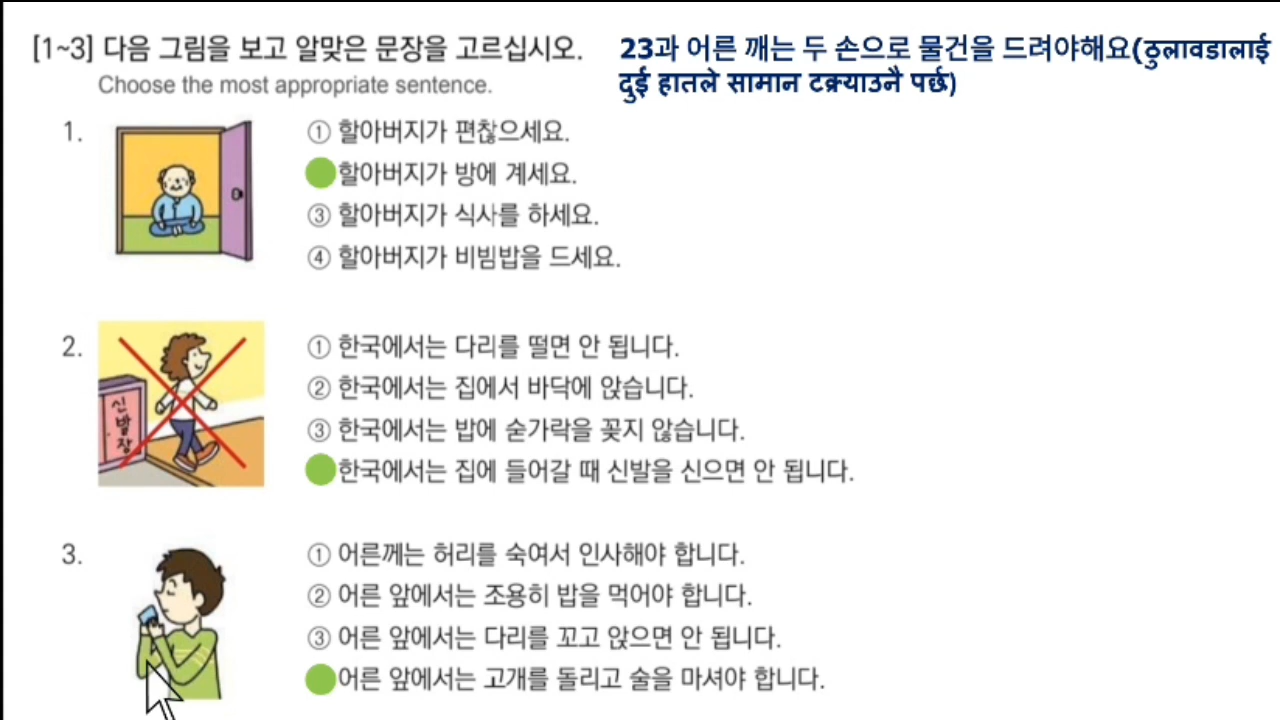 [1~3] 다음 그림을 보고 알맞은 문장을 고르십시오.
Choose the most appropriate sentence.
23과 어른 깨는 두 손으로 물건을 드려야해요(ठुलावडालाई
दुई हातले सामान टक्र्याउनै पर्छ)
1.
① 할아버지가 편찮으세요.
할아버지가 방에 계세요.
③ 할아버지가 식사를 하세요.
④ 할아버지가 비빔밥을 드세요.
2.
신발장
① 한국에서는 다리를 떨면 안 됩니다.
② 한국에서는 집에서 바닥에 앉습니다.
③ 한국에서는 밥에 숟가락을 꽂지 않습니다.
한국에서는 집에 들어갈 때 신발을 신으면 안 됩니다.
3.
① 어른께는 허리를 숙여서 인사해야 합니다.
② 어른 앞에서는 조용히 밥을 먹어야 합니다.
③ 어른 앞에서는 다리를 꼬고 앉으면 안 됩니다.
어른 앞에서는 고개를 돌리고 술을 마셔야 합니다.